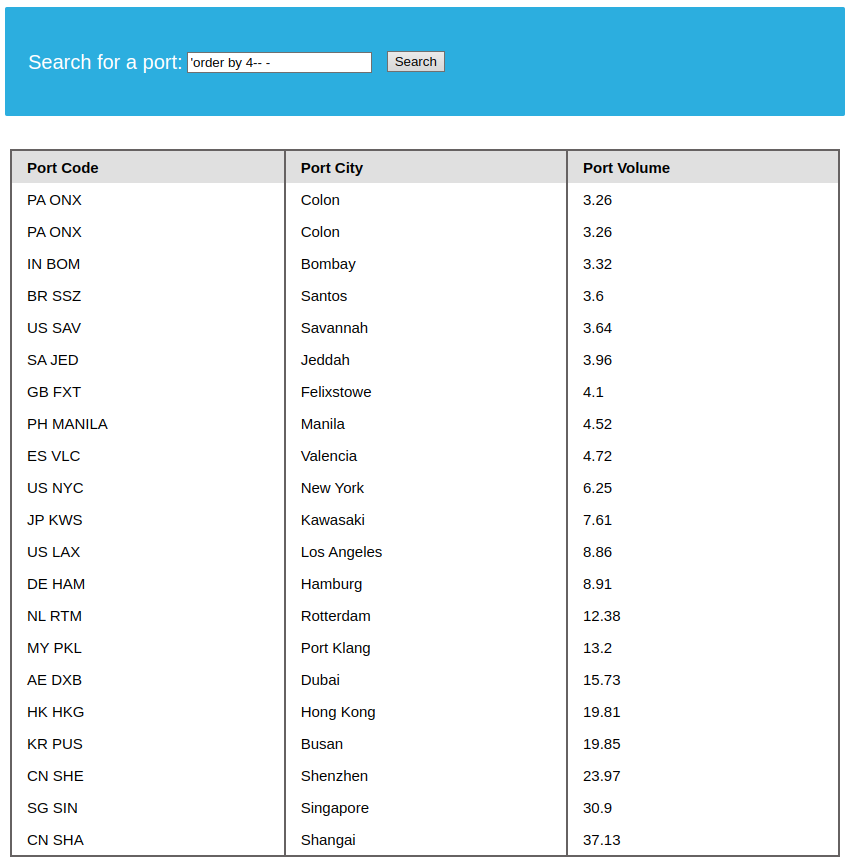 Search for a port: 'order by 4-- - Search
Port Code Port City Port Volume
PA ONX Colon 3.26
PA ONX Colon 3.26
IN BOM Bombay 3.32
BR SSZ Santos 3.6
US SAV Savannah 3.64
SA JED Jeddah 3.96
GB FXT Felixstowe 4.1
PH MANILA Manila 4.52
ES VLC Valencia 4.72
US NYC New York 6.25
JP KWS Kawasaki 7.61
US LAX Los Angeles 8.86
DE HAM Hamburg 8.91
NL RTM Rotterdam 12.38
MY PKL Port Klang 13.2
AE DXB Dubai 15.73
HK HKG Hong Kong 19.81
KR PUS Busan 19.85
CN SHE Shenzhen 23.97
SG SIN Singapore 30.9
CN SHA Shangai 37.13